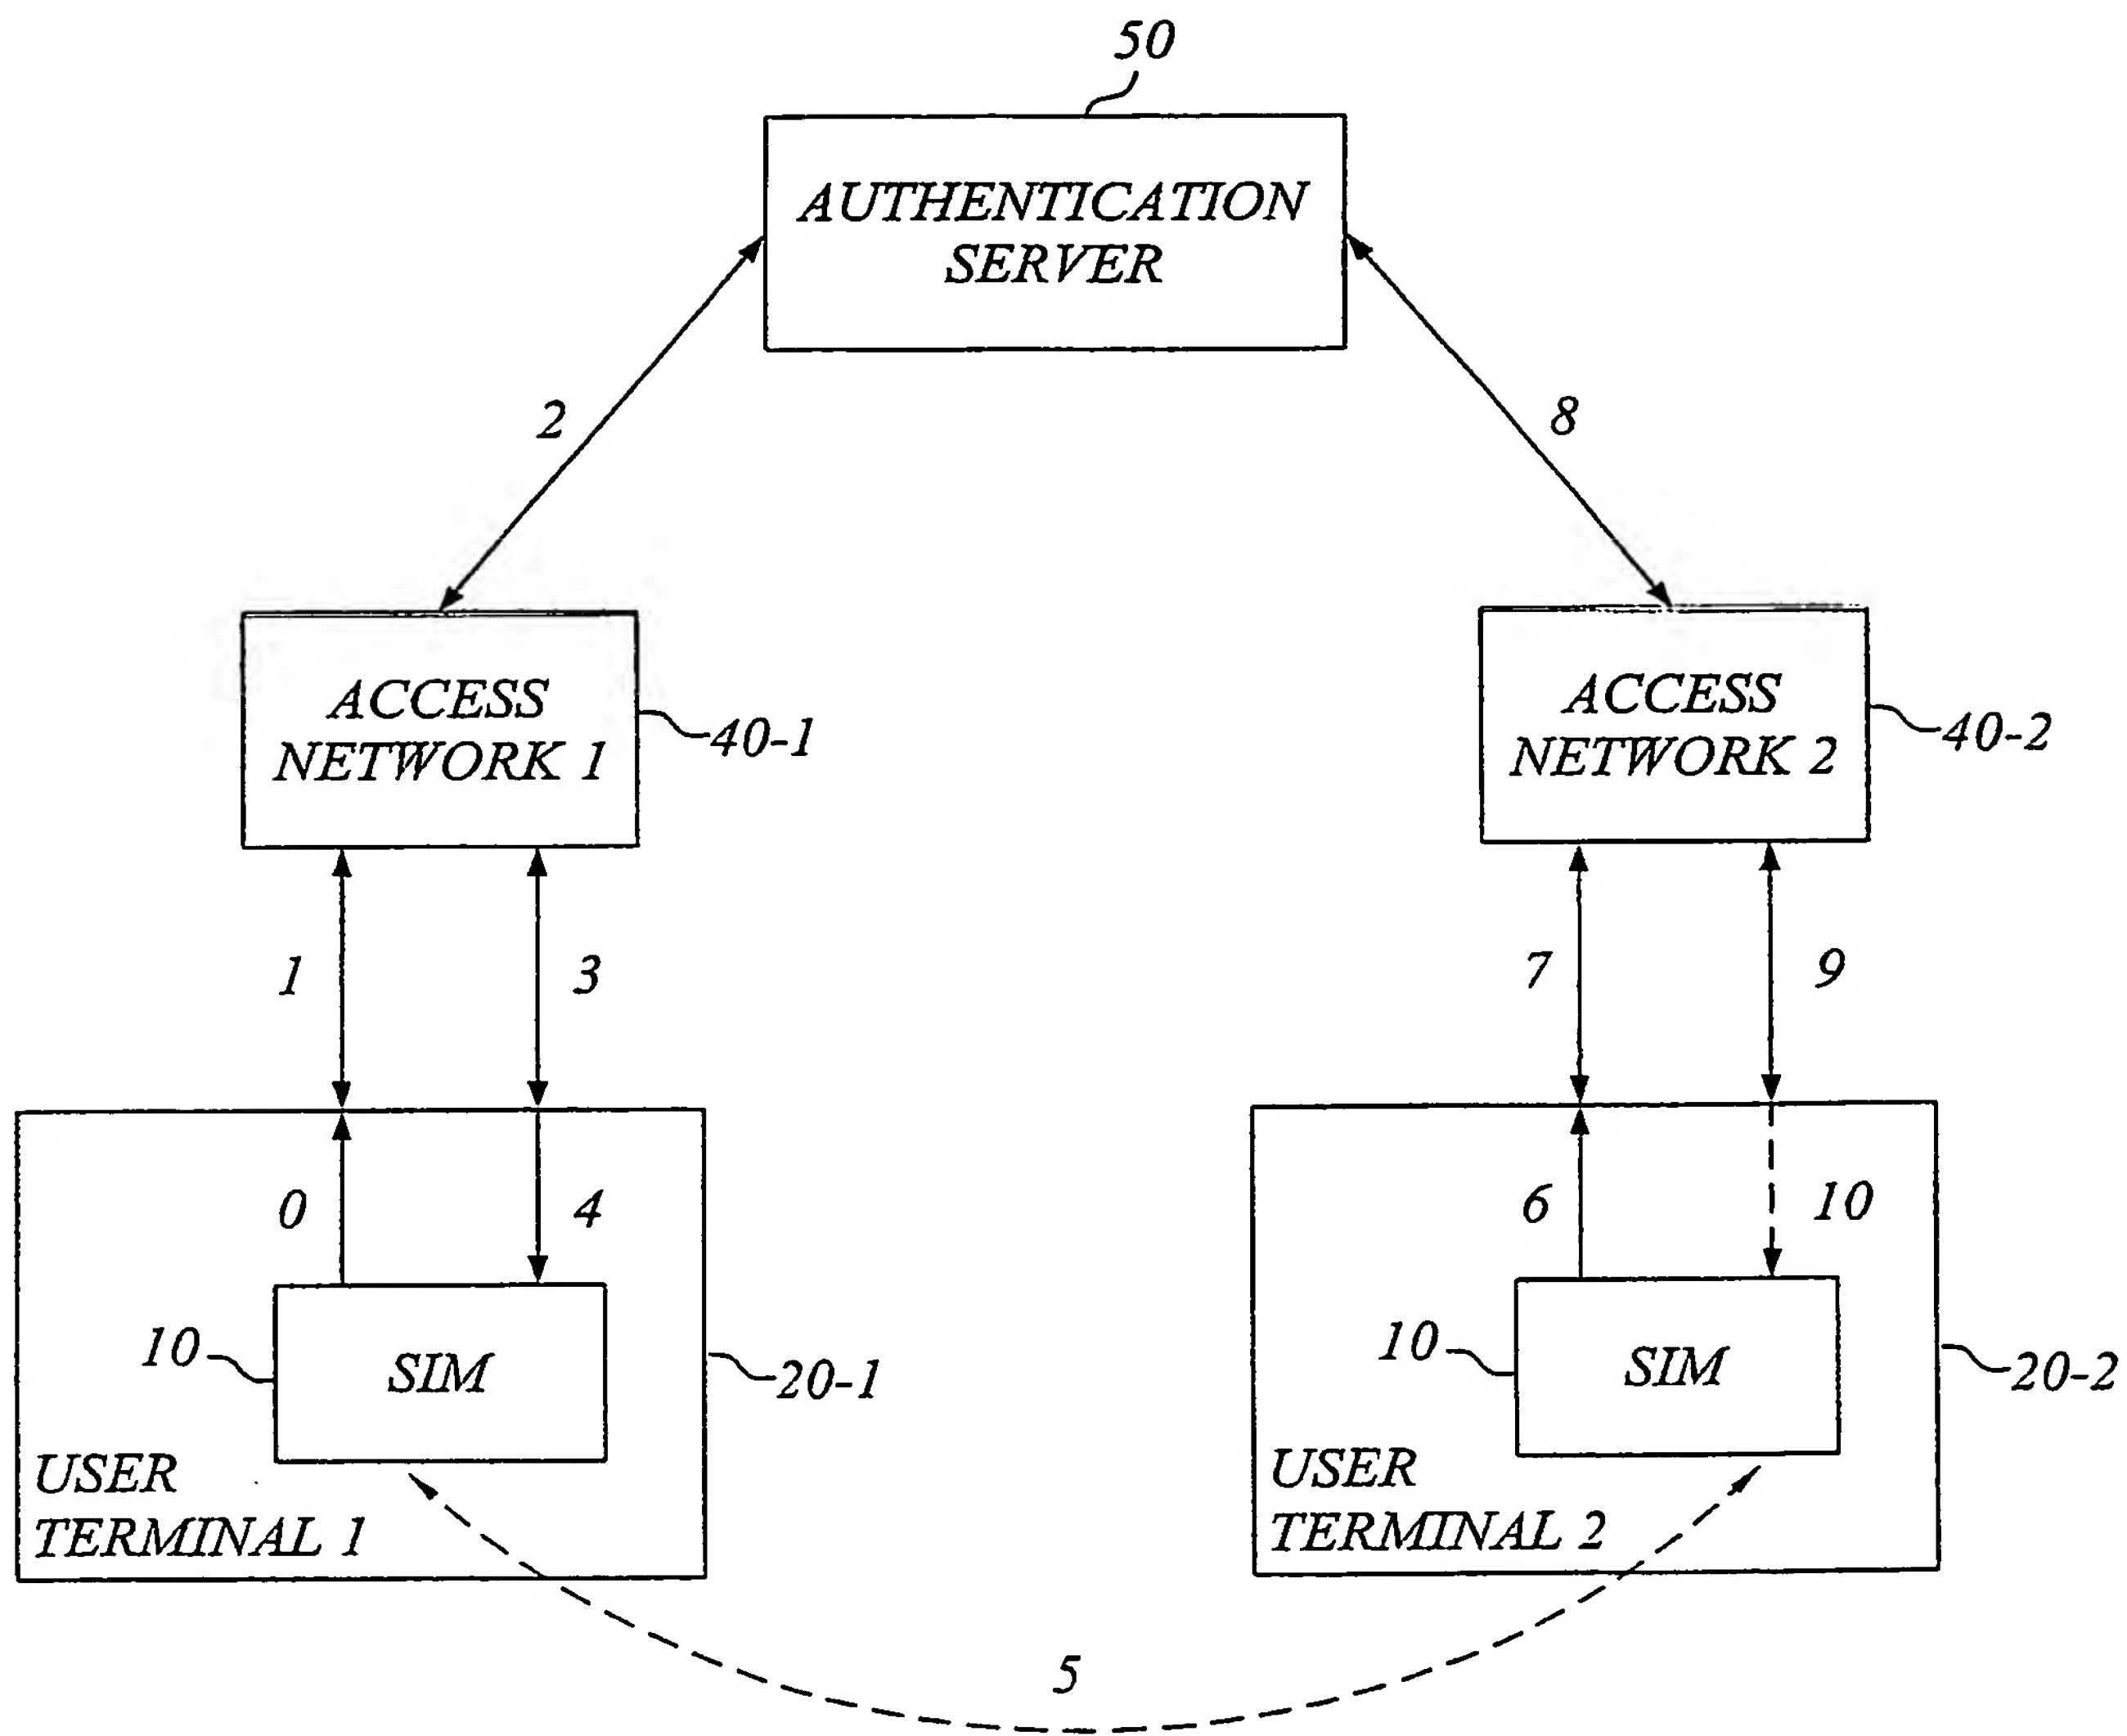 50
AUTHENTICATION
SERVER
2
8
ACCESS
NETWORK 1
40-1
ACCESS
NETWORK 2
40-2
1
3
7
9
0
4
6
10
10
SIM
20-1
10
SIM
20-2
USER
TERMINAL 1
USER
TERMINAL 2
5